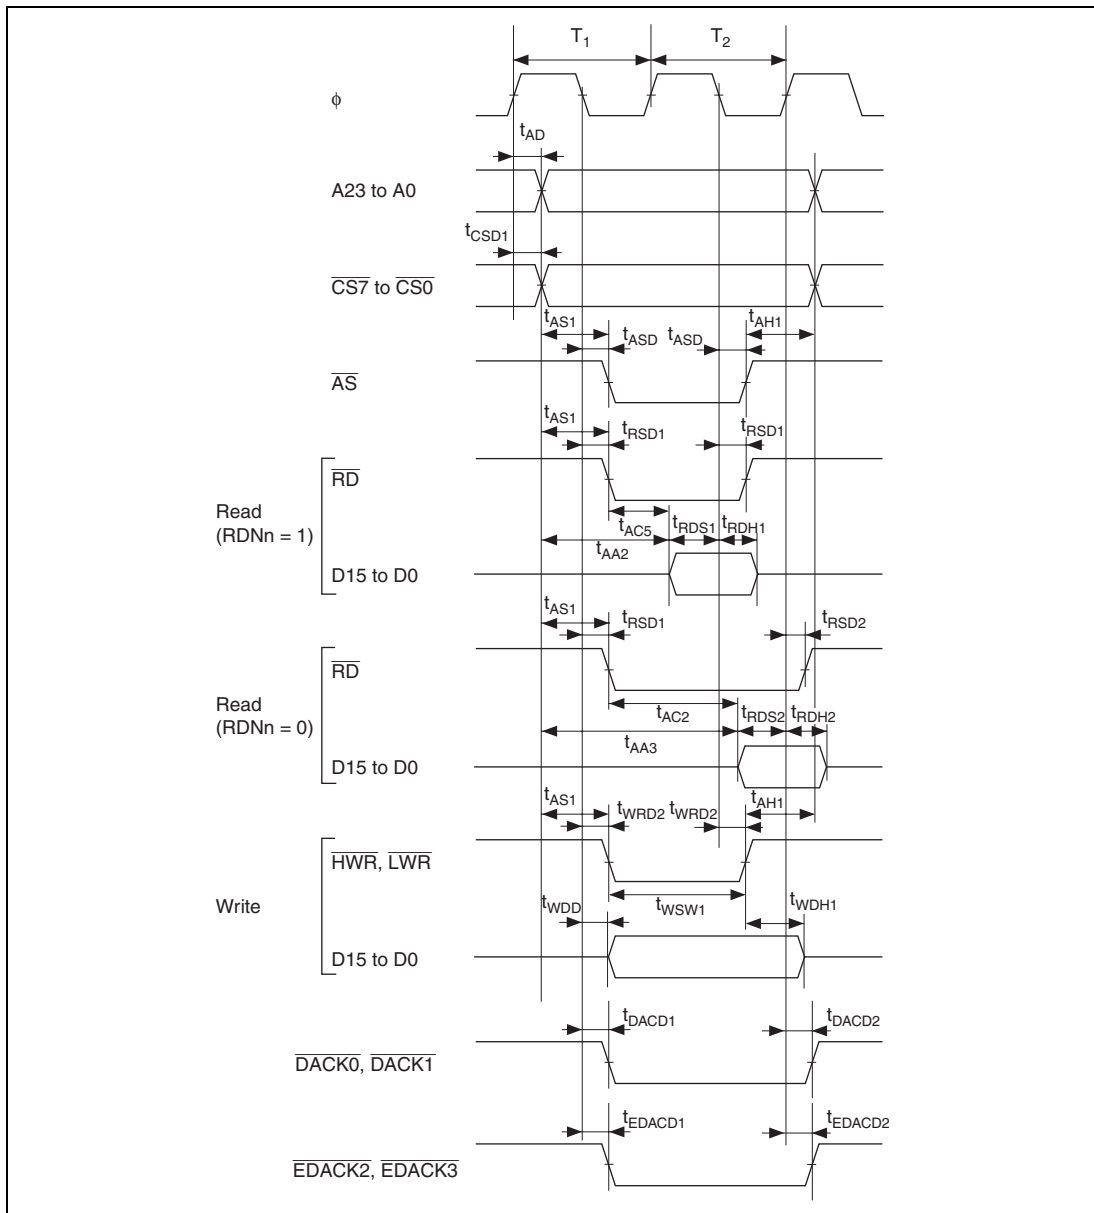 T1 T2
φ
tAD
A23 to A0
tCSD1
CS7 to CS0
tAS1 tASD tASD tAH1
AS
tAS1 tRSD1 tRSD1
RD
Read
(RDNn = 1)
tAC5 tRDS1 tRDH1
tAA2
D15 to D0
tAS1 tRSD1 tRSD2
RD
Read
(RDNn = 0)
tAC2 tRDS2 tRDH2
tAA3
D15 to D0
tAS1 tWRD2 tWRD2 tAH1
HWR, LWR
Write
tWDD tWSW1 tWDH1
D15 to D0
tDACD1 tDACD2
DACK0, DACK1
tEDACD1 tEDACD2
EDACK2, EDACK3